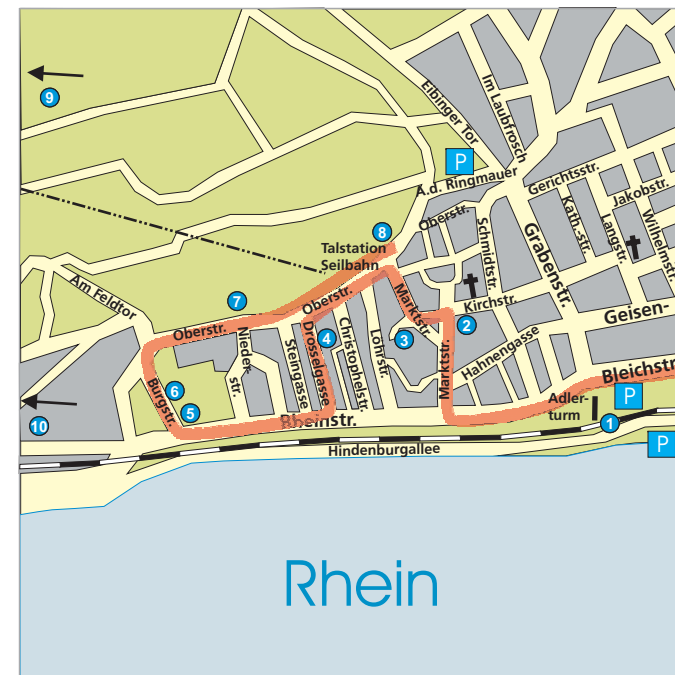 Eibinger Tor
Im Laubfrosch
9
P
A.d. Ringmauer
Gerichtsstr.
Jakobstr.
Kath.-str.
Langstr.
Wilhelmstr.
Oberstr.
Schmidtstr.
Grabenstr.
8
Talstation
Seilbahn
Am Feldtor
7
Oberstr.
Marktstr.
Kirchstr.
Geisen-
Oberstr.
Nieder-
str.
Steingasse
Drosselgasse
4
Christophelstr.
Löhrstr.
3
2
Marktstr.
Hahnengasse
Bleichstr
Burgstr.
6
5
Adler-
turm
P
1
10
Rheinstr.
Hindenburgallee
P
Rhein